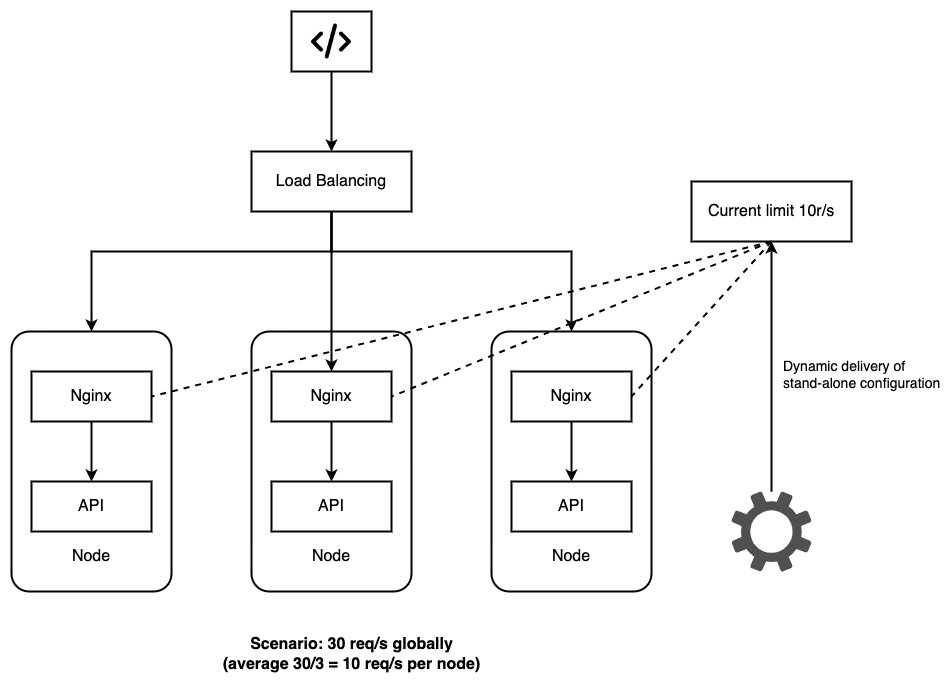 </>
Load Balancing
Current limit 10r/s
Nginx
Nginx
Nginx
Dynamic delivery of
stand-alone configuration
API
API
API
Node
Node
Node
Scenario: 30 req/s globally
(average 30/3 = 10 req/s per node)